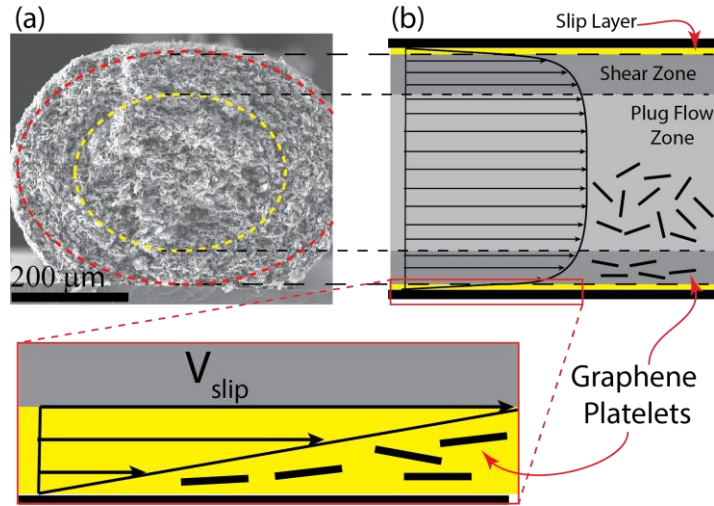 (a)
(b)
Slip Layer
Shear Zone
Plug Flow
Zone
200 μm
V slip
Graphene
Platelets